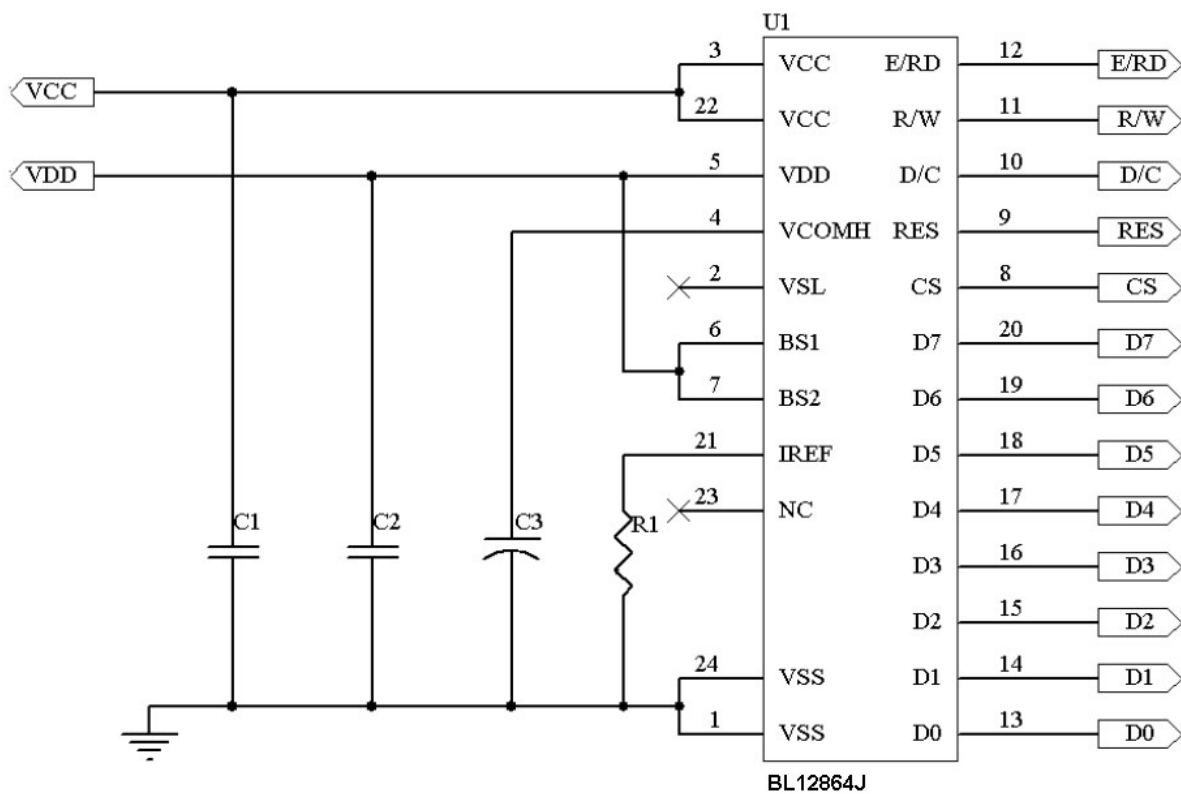 U1
3 VCC E/RD 12 E/RD
VCC
22 VCC R/W 11 R/W
VDD 5 VDD D/C 10 D/C
4 VCOMH RES 9 RES
2 VSL CS 8 CS
6 BS1 D7 20 D7
7 BS2 D6 19 D6
21 IREF D5 18 D5
23 NC D4 17 D4
C1 C2 C3 R1
D3 16 D3
D2 15 D2
24 VSS D1 14 D1
1 VSS D0 13 D0
BL12864J